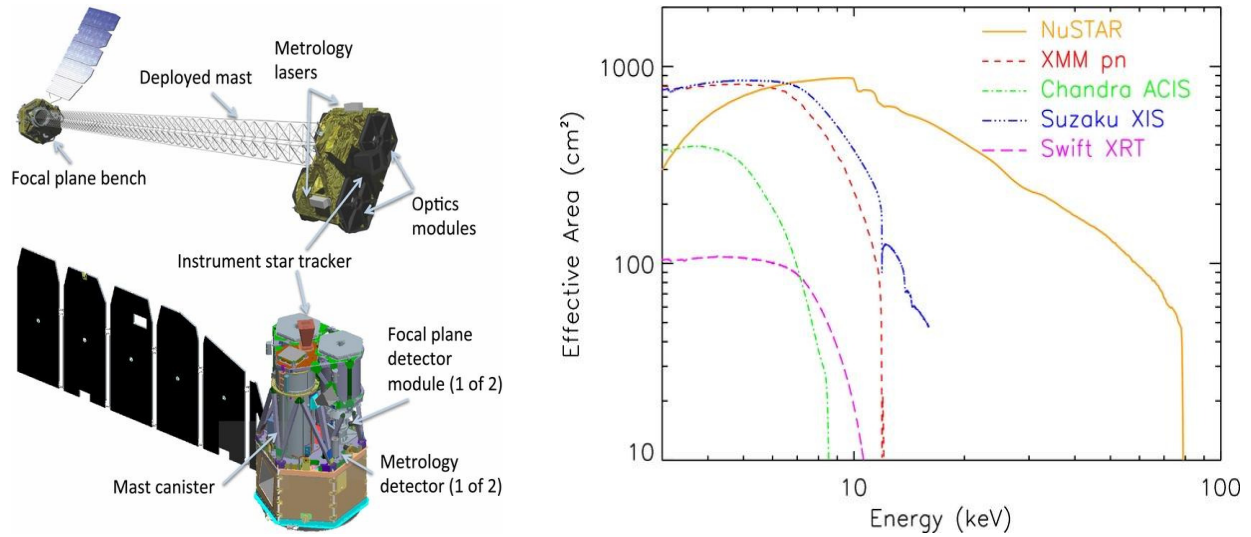 Metrology
lasers
Deployed mast
Focal plane bench
Optics
modules
Instrument star tracker
Focal plane
detector
module (1 of 2)
Mast canister
Metrology
detector (1 of 2)
NuSTAR
XMM pn
Chandra ACIS
Suzaku XIS
Swift XRT
1000
100
10
Effective Area (cm²)
10
100
Energy (keV)